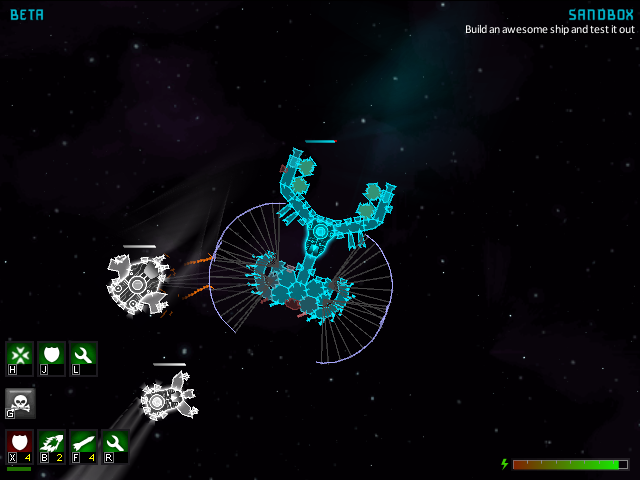 BETA
SANDBOX
Build an awesome ship and test it out
H J L
G
X 4 B 2 F 4 R